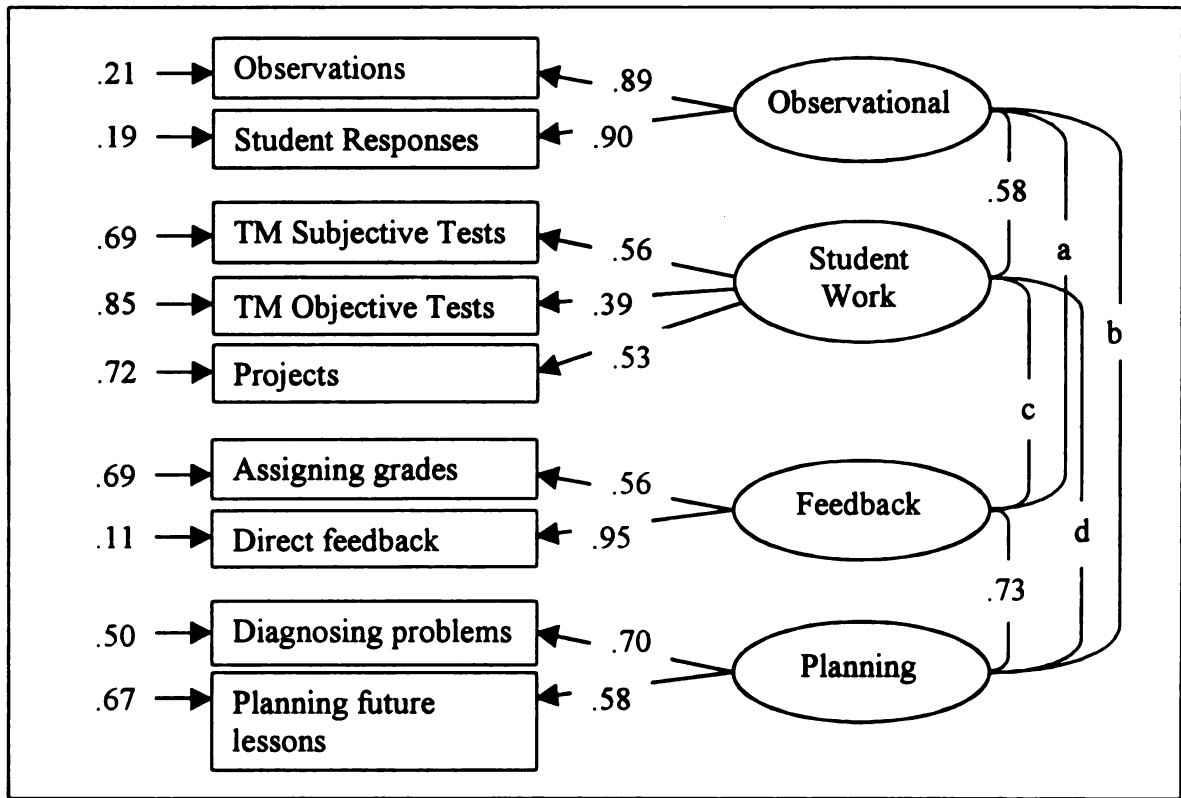 .21 Observations .89 Observational
.19 Student Responses .90
.58
.69 TM Subjective Tests .56 Student
Work
a
.85 TM Objective Tests .39
b
.72 Projects .53
c
.69 Assigning grades .56 Feedback
d
.11 Direct feedback .95
.73
.50 Diagnosing problems .70 Planning
.67 Planning future
lessons .58